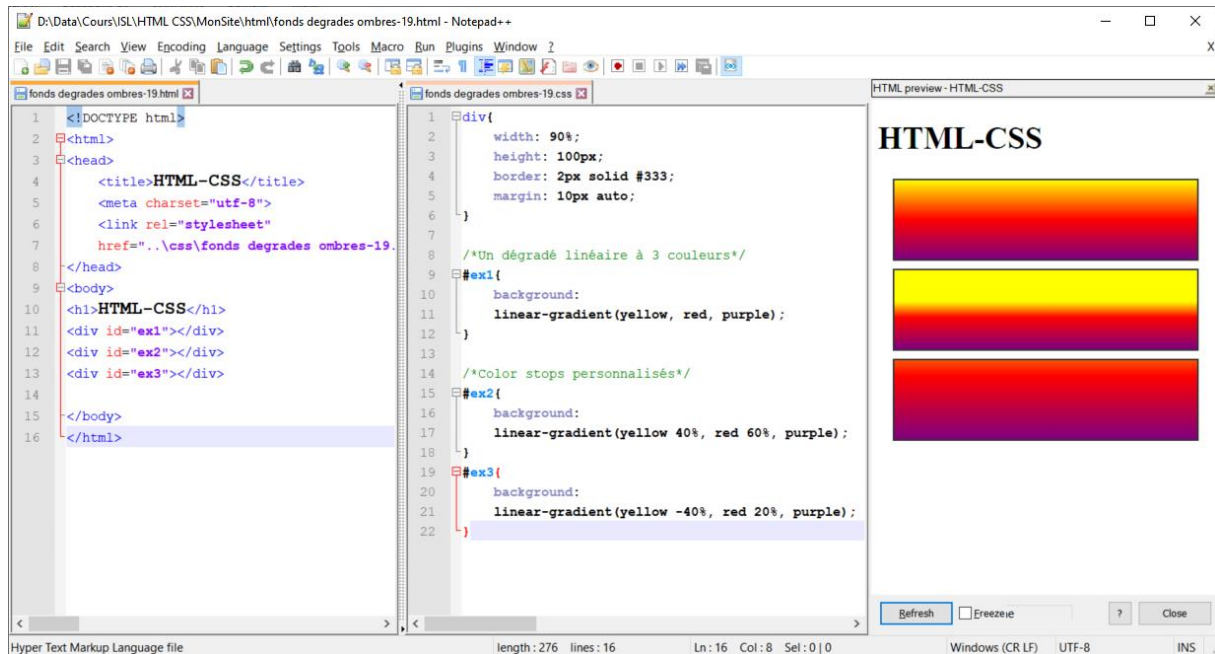 D:\Data\Cours\ISL\HTML CSS\MonSite\html\fonds degrades ombres-19.html - Notepad++
File Edit Search View Encoding Language Settings Tools Macro Run Plugins Window ? X
fonds degrades ombres-19.html
1 <!DOCTYPE html>
2 <html>
3 <head>
4 <title>HTML-CSS</title>
5 <meta charset="utf-8">
6 <link rel="stylesheet"
7 href="..\css\fonds degrades ombres-19.
8 </head>
9 <body>
10 <h1>HTML-CSS</h1>
11 <div id="ex1"></div>
12 <div id="ex2"></div>
13 <div id="ex3"></div>
14
15 </body>
16 </html>
fonds degrades ombres-19.css
1 div{
2 width: 90%;
3 height: 100px;
4 border: 2px solid #333;
5 margin: 10px auto;
6 }
7
8 /*Un dégradé linéaire à 3 couleurs*/
9 #ex1{
10 background:
11 linear-gradient(yellow, red, purple);
12 }
13
14 /*Color stops personnalisés*/
15 #ex2{
16 background:
17 linear-gradient(yellow 40%, red 60%, purple);
18 }
19 #ex3{
20 background:
21 linear-gradient(yellow -40%, red 20%, purple);
22 }
HTML preview - HTML-CSS
HTML-CSS
Refresh ? Close
Hyper Text Markup Language file length : 276 lines : 16 Ln : 16 Col : 8 Sel : 0 | 0 Windows (CR LF) UTF-8 INS